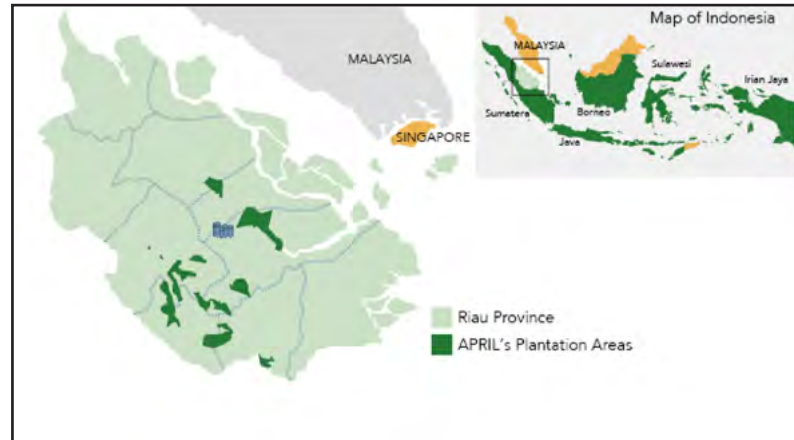 Map of Indonesia
MALAYSIA
MALAYSIA
Sulawesi
Irian Jaya
SINGAPORE
Sumatera
Borneo
Java
Riau Province
APRIL's Plantation Areas